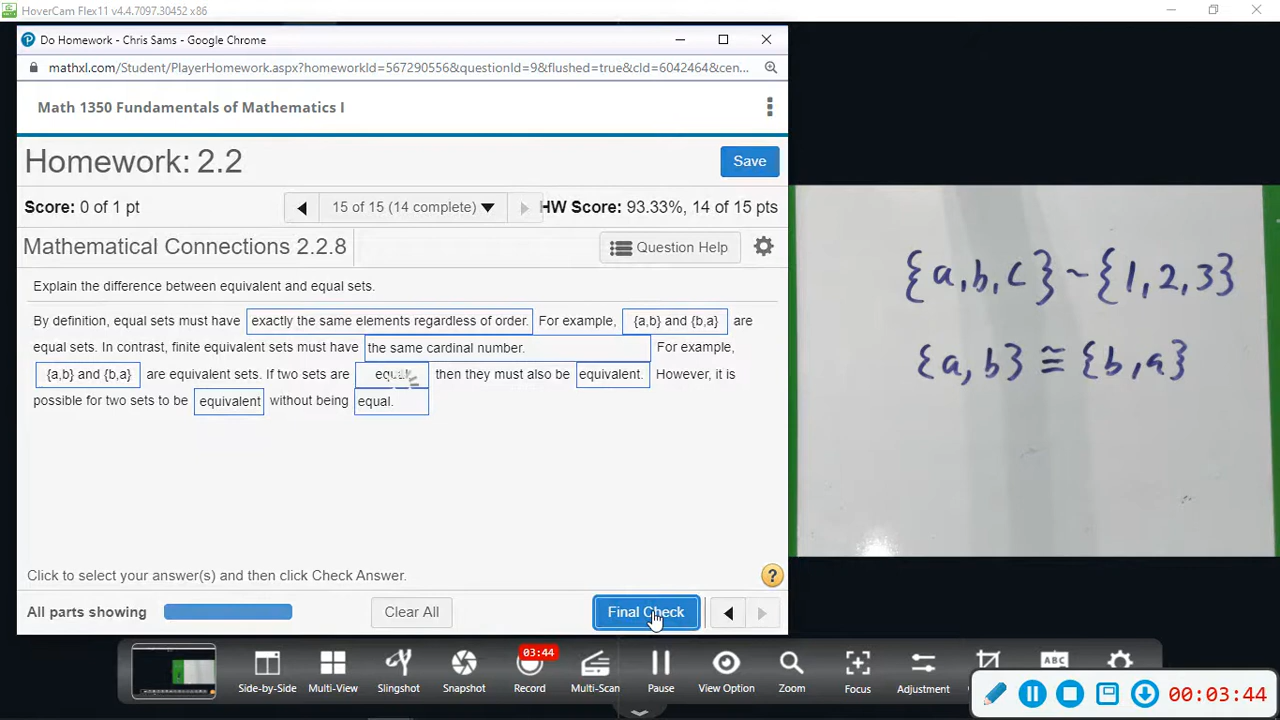 HoverCam Flex11 v4.4.7097.30452 x86
Do Homework - Chris Sams - Google Chrome
mathxl.com/Student/PlayerHomework.aspx?homeworkId=567290556&questionId=9&flushed=true&cId=6042464&cen...
Math 1350 Fundamentals of Mathematics I
Homework: 2.2
Save
Score: 0 of 1 pt
15 of 15 (14 complete)
HW Score: 93.33%, 14 of 15 pts
Mathematical Connections 2.2.8
Question Help
Explain the difference between equivalent and equal sets.
By definition, equal sets must have exactly the same elements regardless of order. For example, {a,b} and {b,a} are
equal sets. In contrast, finite equivalent sets must have the same cardinal number. For example,
{a,b} and {b,a} are equivalent sets. If two sets are equal, then they must also be equivalent. However, it is
possible for two sets to be equivalent without being equal.
{a,b,c}~{1,2,3}
{a,b}≅{b,a}
Click to select your answer(s) and then click Check Answer.
?
All parts showing
Clear All
Final Check
03:44
ABC
Side-by-Side
Multi-View
Slingshot
Record
Multi-Scan
Pause
View Option
Zoom
Focus
Adjustment
00:03:44